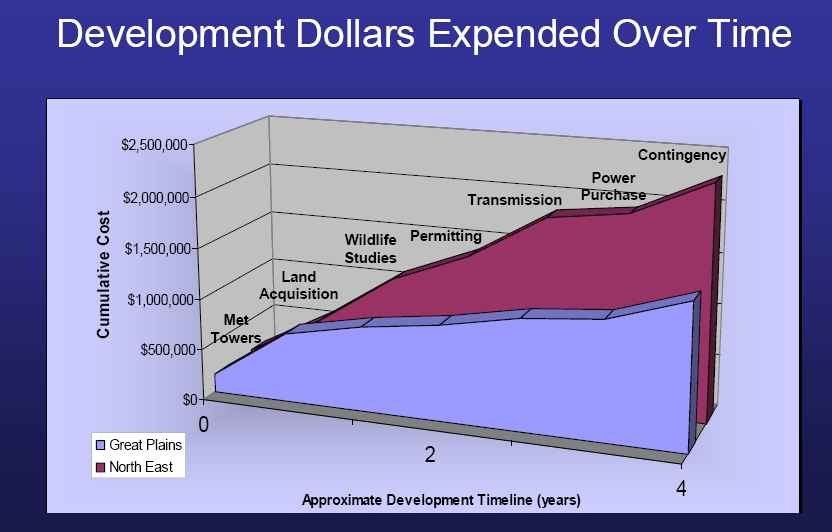 Development Dollars Expended Over Time
$2,500,000
$2,000,000
$1,500,000
$1,000,000
$500,000
$0
Cumulative Cost
Met
Towers
Land
Acquisition
Wildlife
Studies
Permitting
Transmission
Power
Purchase
Contingency
0
2
4
Approximate Development Timeline (years)
Great Plains
North East